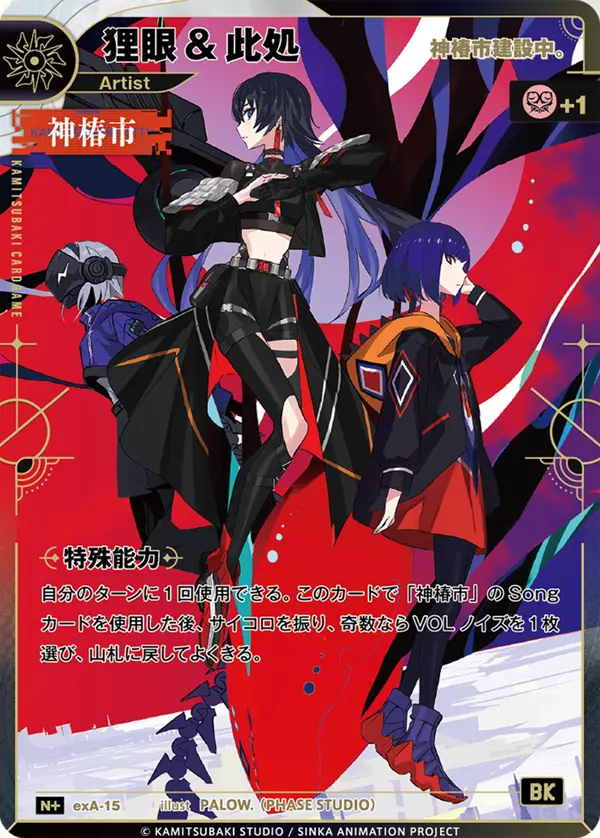 狸眼 & 此処
神椿市建設中。
Artist
+1
神椿市
KAMITSUBAKI CARD GAME
特殊能力
自分のターンに1回使用できる。このカードで「神椿市」のSong
カードを使用した後、サイコロを振り、奇数ならVOLノイズを1枚
選び、山札に戻してよくきる。
N+
exA-15
illust PALOW.（PHASE STUDIO）
BK
© KAMITSUBAKI STUDIO / SINKA ANIMATION PROJECT